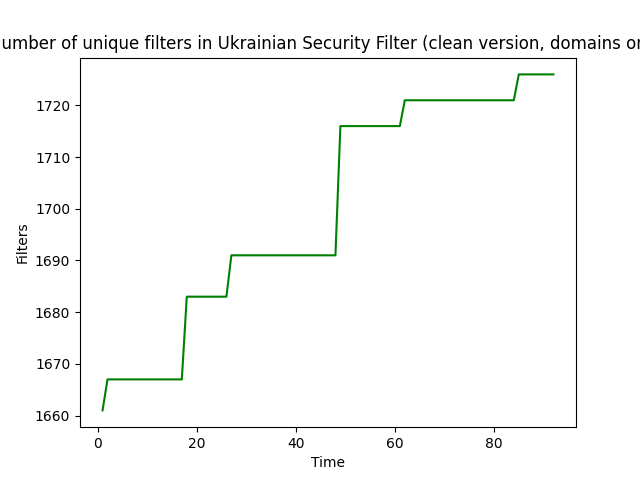 umber of unique filters in Ukrainian Security Filter (clean version, domains or
1720
1710
1700
1690
1680
1670
1660
Filters
0 20 40 60 80
Time